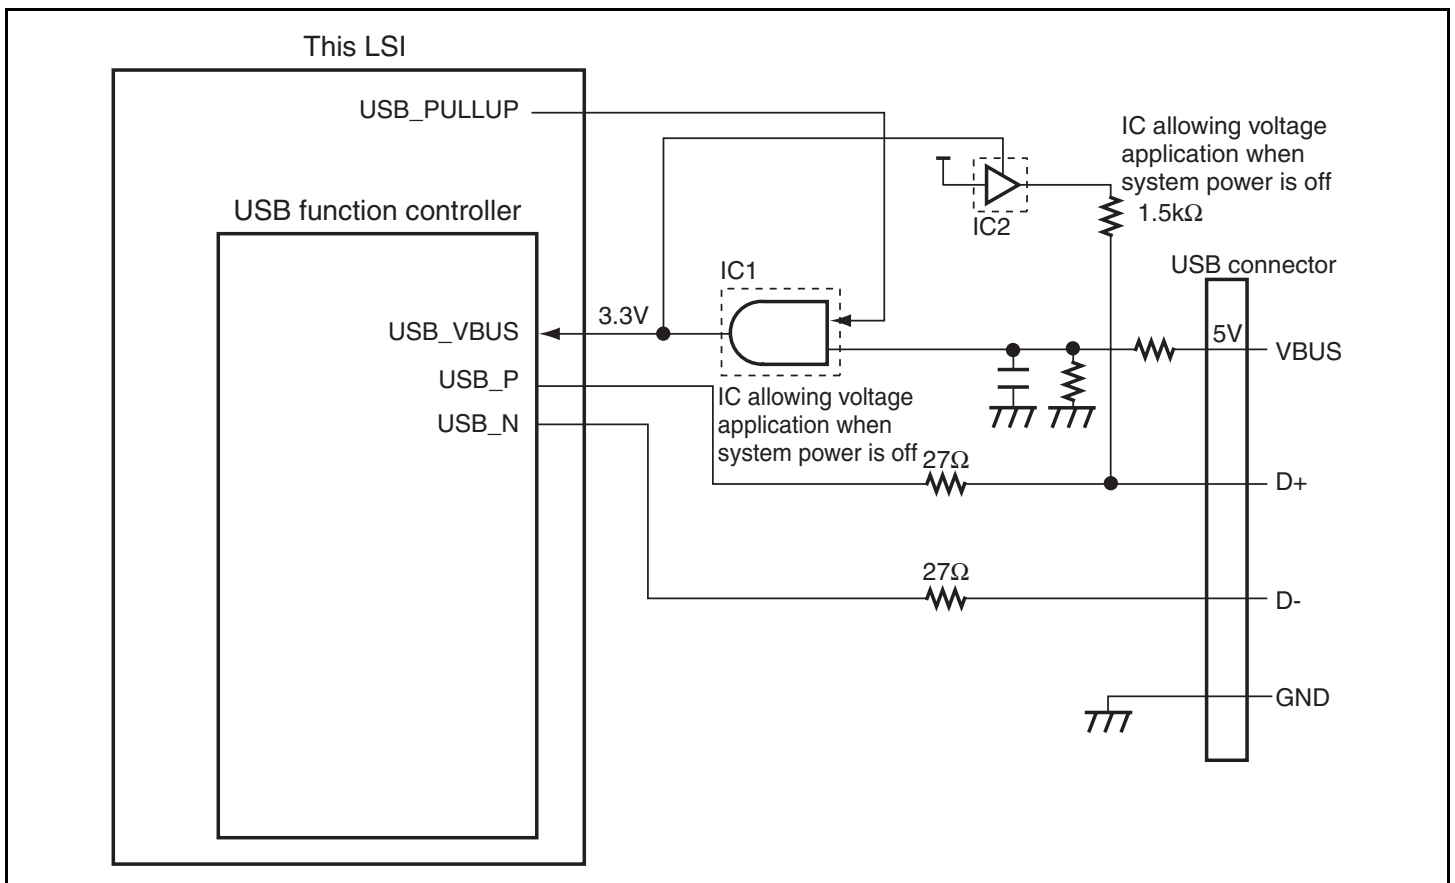 This LSI
USB_PULLUP
IC allowing voltage
application when
system power is off
1.5kΩ
USB function controller
IC2
IC1
USB connector
3.3V
USB_VBUS
5V
VBUS
USB_P
IC allowing voltage
application when
system power is off
USB_N
27Ω
D+
27Ω
D-
GND